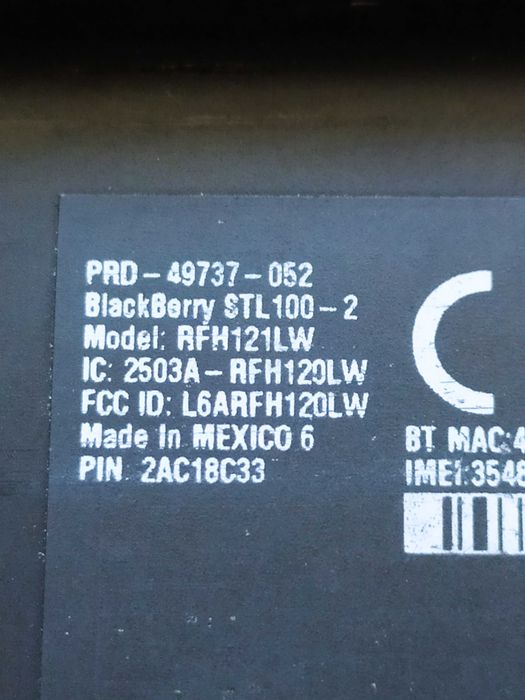 PRD-49737-052
BlackBerry STL100-2
Model: RFH121LW
IC: 2503A-RFH120LW
FCC ID: L6ARFH120LW
Made In MEXICO 6
PIN: 2AC18C33
CE
BT MAC:4
IMEI:3548